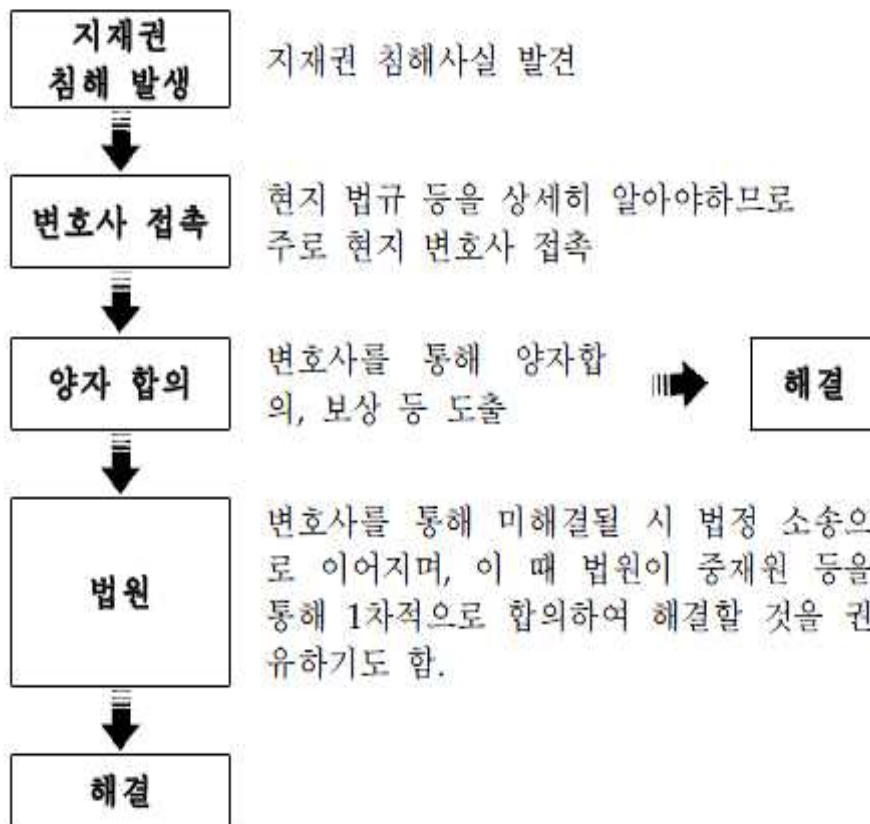 지재권
침해 발생
지재권 침해사실 발견
변호사 접촉
현지 법규 등을 상세히 알아야하므로
주로 현지 변호사 접촉
양자 합의
변호사를 통해 양자합
의, 보상 등 도출
해결
법원
변호사를 통해 미해결될 시 법정 소송으
로 이어지며, 이 때 법원이 중재원 등을
통해 1차적으로 합의하여 해결할 것을 권
유하기도 함.
해결